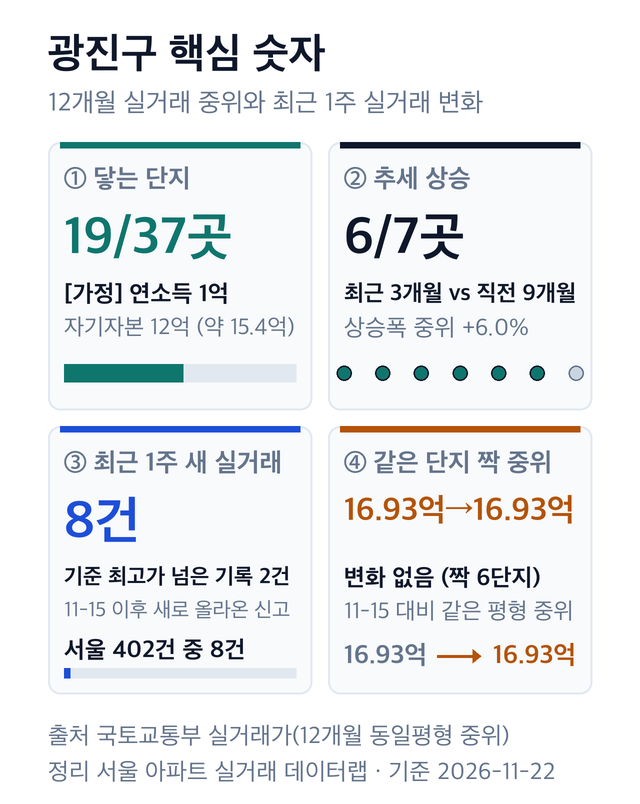 광진구 핵심 숫자
12개월 실거래 중위와 최근 1주 실거래 변화
① 닿는 단지
19/37곳
[가정] 연소득 1억
자기자본 12억 (약 15.4억)
② 추세 상승
6/7곳
최근 3개월 vs 직전 9개월
상승폭 중위 +6.0%
③ 최근 1주 새 실거래
8건
기준 최고가 넘은 기록 2건
11-15 이후 새로 올라온 신고
서울 402건 중 8건
④ 같은 단지 짝 중위
16.93억→16.93억
변화 없음 (짝 6단지)
11-15 대비 같은 평형 중위
16.93억 → 16.93억
출처 국토교통부 실거래가(12개월 동일평형 중위)
정리 서울 아파트 실거래 데이터랩 · 기준 2026-11-22